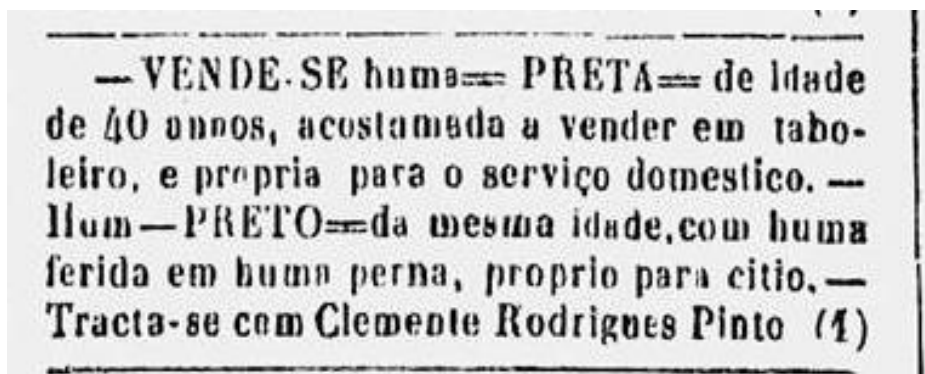 — VENDE-SE huma= PRETA= de idade
de 40 annos, acostumada a vender em tabo-
leiro, e propria para o serviço domestico. —
Hum—PRETO=da mesma idade,com huma
ferida em huma perna, proprio para citio.—
Tracta-se com Clemente Rodrigues Pinto (1)